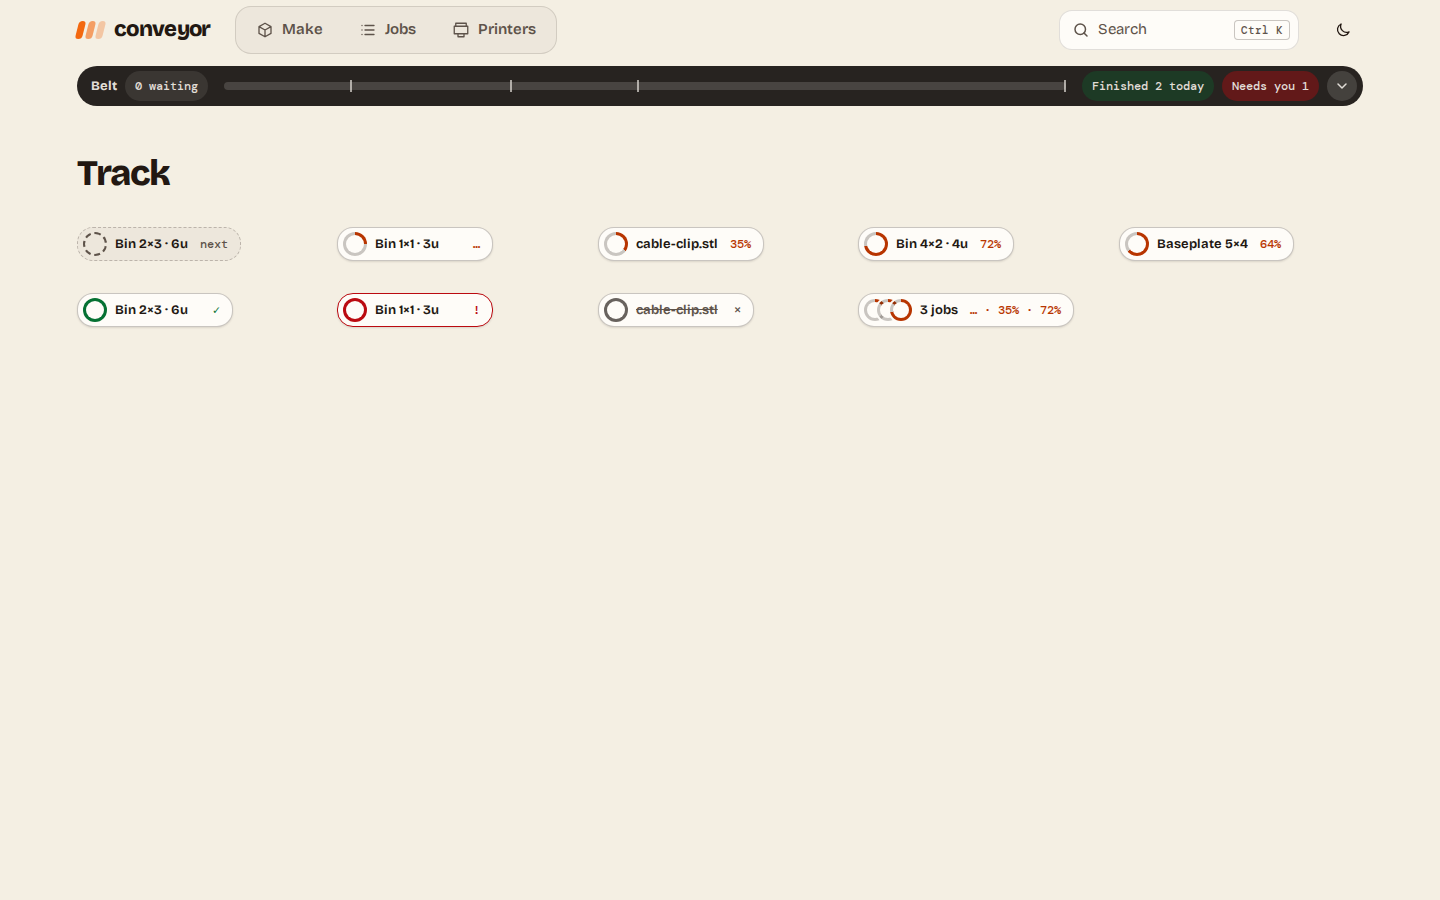 conveyor Make Jobs Printers Search Ctrl K
Belt 0 waiting Finished 2 today Needs you 1
Track
Bin 2×3 · 6u next Bin 1×1 · 3u … cable-clip.stl 35% Bin 4×2 · 4u 72% Baseplate 5×4 64%
Bin 2×3 · 6u ✓ Bin 1×1 · 3u ! cable-clip.stl × 3 jobs … · 35% · 72%